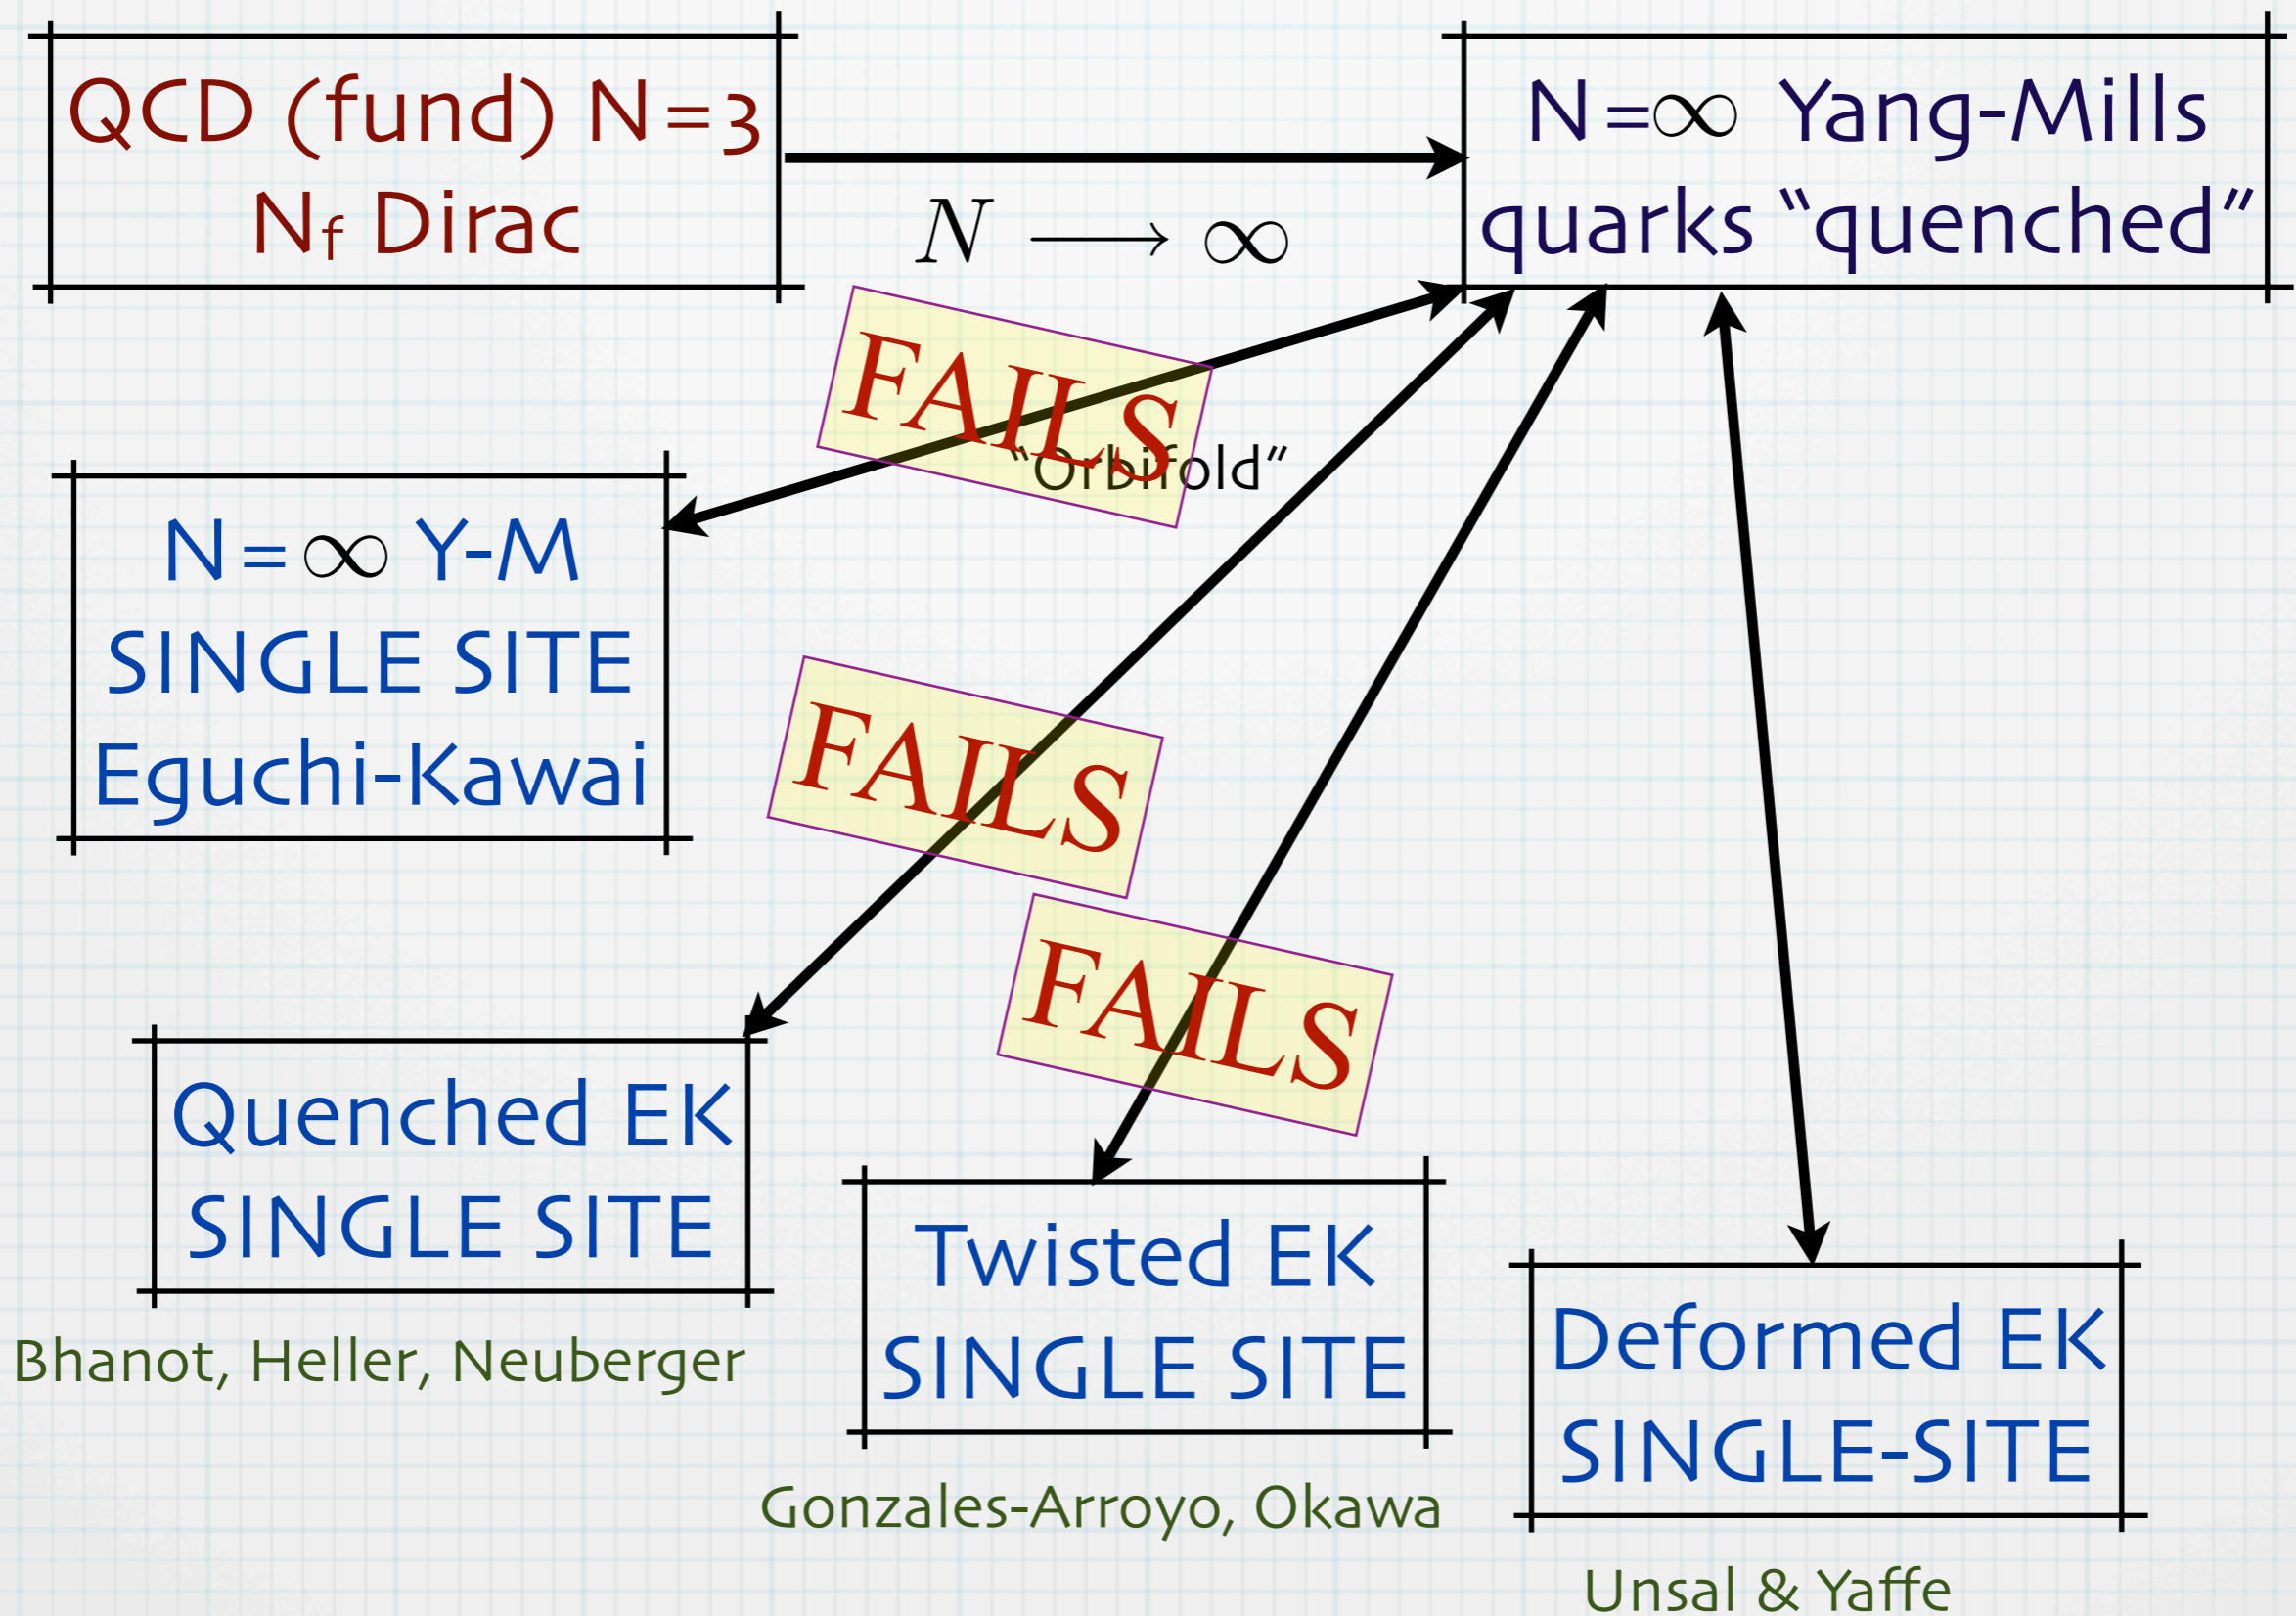 QCD (fund) N=3
Nf Dirac
N ⟶ ∞
N=∞ Yang-Mills
quarks “quenched”
FAILS
“Orbifold”
N=∞ Y-M
SINGLE SITE
Eguchi-Kawai
FAILS
FAILS
Quenched EK
SINGLE SITE
Bhanot, Heller, Neuberger
Twisted EK
SINGLE SITE
Gonzales-Arroyo, Okawa
Deformed EK
SINGLE-SITE
Unsal & Yaffe